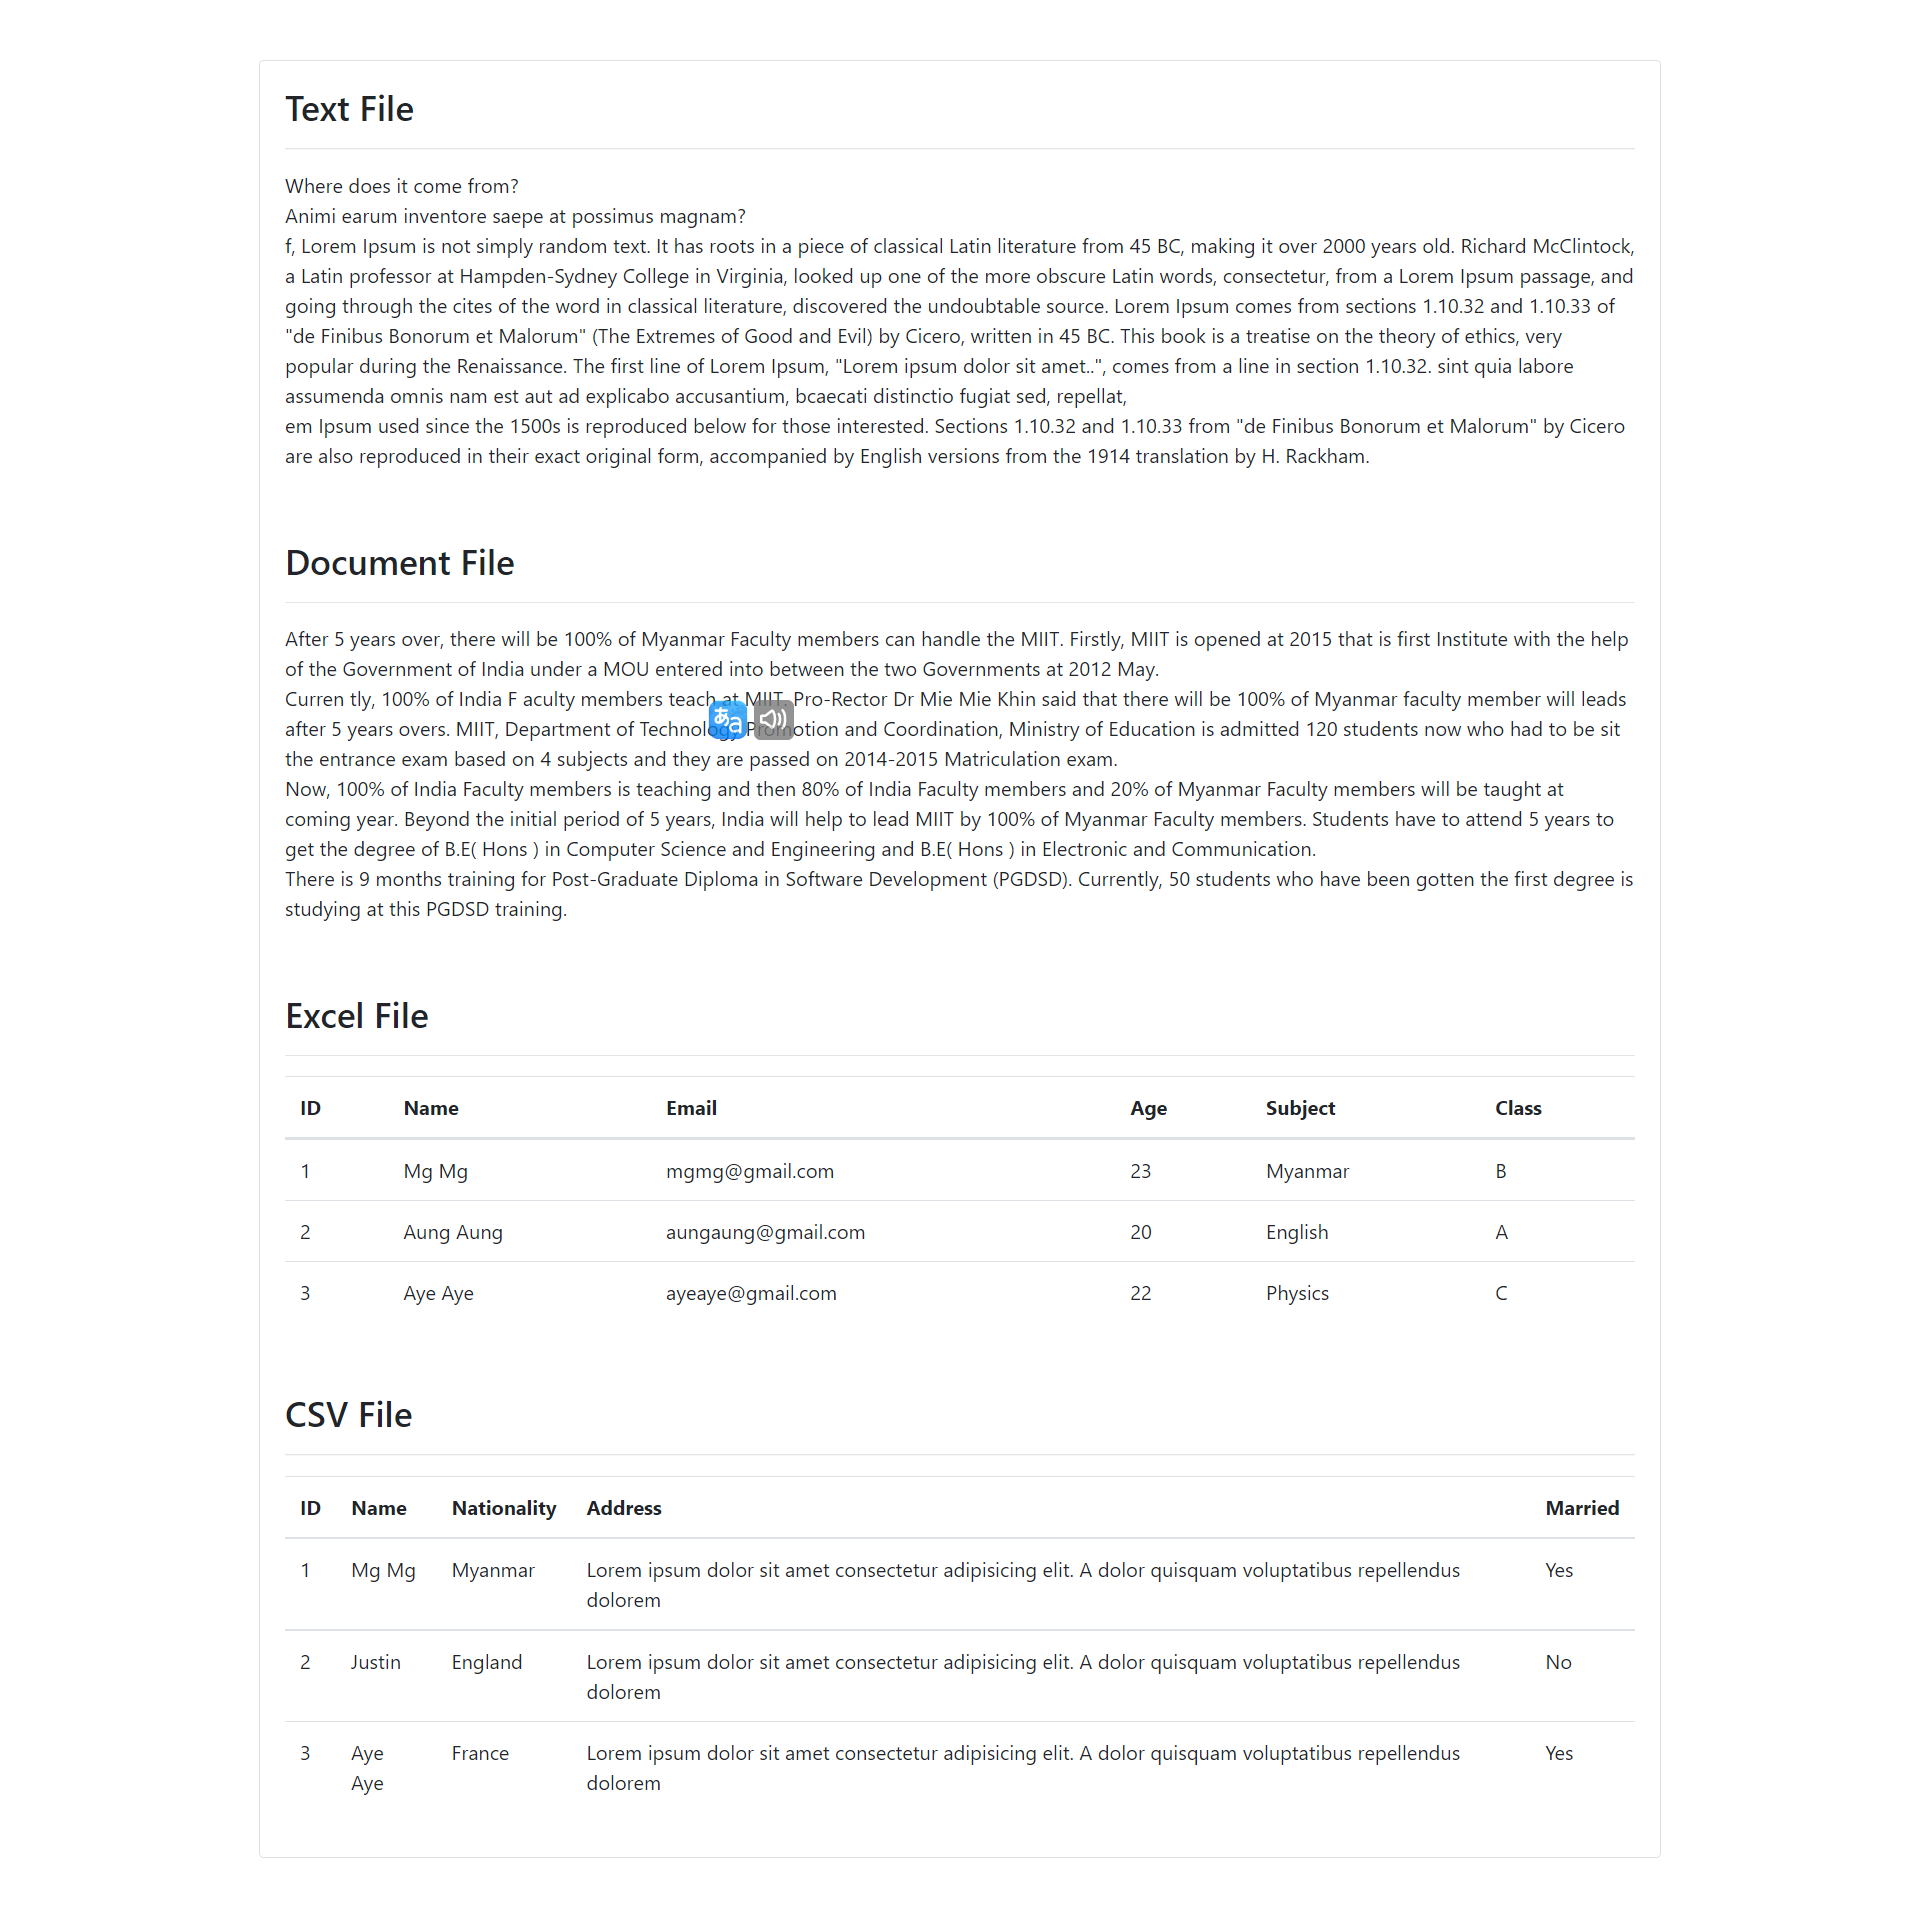 Text File
Where does it come from?
Animi earum inventore saepe at possimus magnam?
f, Lorem Ipsum is not simply random text. It has roots in a piece of classical Latin literature from 45 BC, making it over 2000 years old. Richard McClintock,
a Latin professor at Hampden-Sydney College in Virginia, looked up one of the more obscure Latin words, consectetur, from a Lorem Ipsum passage, and
going through the cites of the word in classical literature, discovered the undoubtable source. Lorem Ipsum comes from sections 1.10.32 and 1.10.33 of
"de Finibus Bonorum et Malorum" (The Extremes of Good and Evil) by Cicero, written in 45 BC. This book is a treatise on the theory of ethics, very
popular during the Renaissance. The first line of Lorem Ipsum, "Lorem ipsum dolor sit amet..", comes from a line in section 1.10.32. sint quia labore
assumenda omnis nam est aut ad explicabo accusantium, bcaecati distinctio fugiat sed, repellat,
em Ipsum used since the 1500s is reproduced below for those interested. Sections 1.10.32 and 1.10.33 from "de Finibus Bonorum et Malorum" by Cicero
are also reproduced in their exact original form, accompanied by English versions from the 1914 translation by H. Rackham.
Document File
After 5 years over, there will be 100% of Myanmar Faculty members can handle the MIIT. Firstly, MIIT is opened at 2015 that is first Institute with the help
of the Government of India under a MOU entered into between the two Governments at 2012 May.
Curren tly, 100% of India F aculty members teach at MIIT. Pro-Rector Dr Mie Mie Khin said that there will be 100% of Myanmar faculty member will leads
after 5 years overs. MIIT, Department of Technology Promotion and Coordination, Ministry of Education is admitted 120 students now who had to be sit
the entrance exam based on 4 subjects and they are passed on 2014-2015 Matriculation exam.
Now, 100% of India Faculty members is teaching and then 80% of India Faculty members and 20% of Myanmar Faculty members will be taught at
coming year. Beyond the initial period of 5 years, India will help to lead MIIT by 100% of Myanmar Faculty members. Students have to attend 5 years to
get the degree of B.E( Hons ) in Computer Science and Engineering and B.E( Hons ) in Electronic and Communication.
There is 9 months training for Post-Graduate Diploma in Software Development (PGDSD). Currently, 50 students who have been gotten the first degree is
studying at this PGDSD training.
Excel File
ID Name Email Age Subject Class
1 Mg Mg mgmg@gmail.com 23 Myanmar B
2 Aung Aung aungaung@gmail.com 20 English A
3 Aye Aye ayeaye@gmail.com 22 Physics C
CSV File
ID Name Nationality Address Married
1 Mg Mg Myanmar Lorem ipsum dolor sit amet consectetur adipisicing elit. A dolor quisquam voluptatibus repellendus Yes
dolorem
2 Justin England Lorem ipsum dolor sit amet consectetur adipisicing elit. A dolor quisquam voluptatibus repellendus No
dolorem
3 Aye France Lorem ipsum dolor sit amet consectetur adipisicing elit. A dolor quisquam voluptatibus repellendus Yes
Aye dolorem